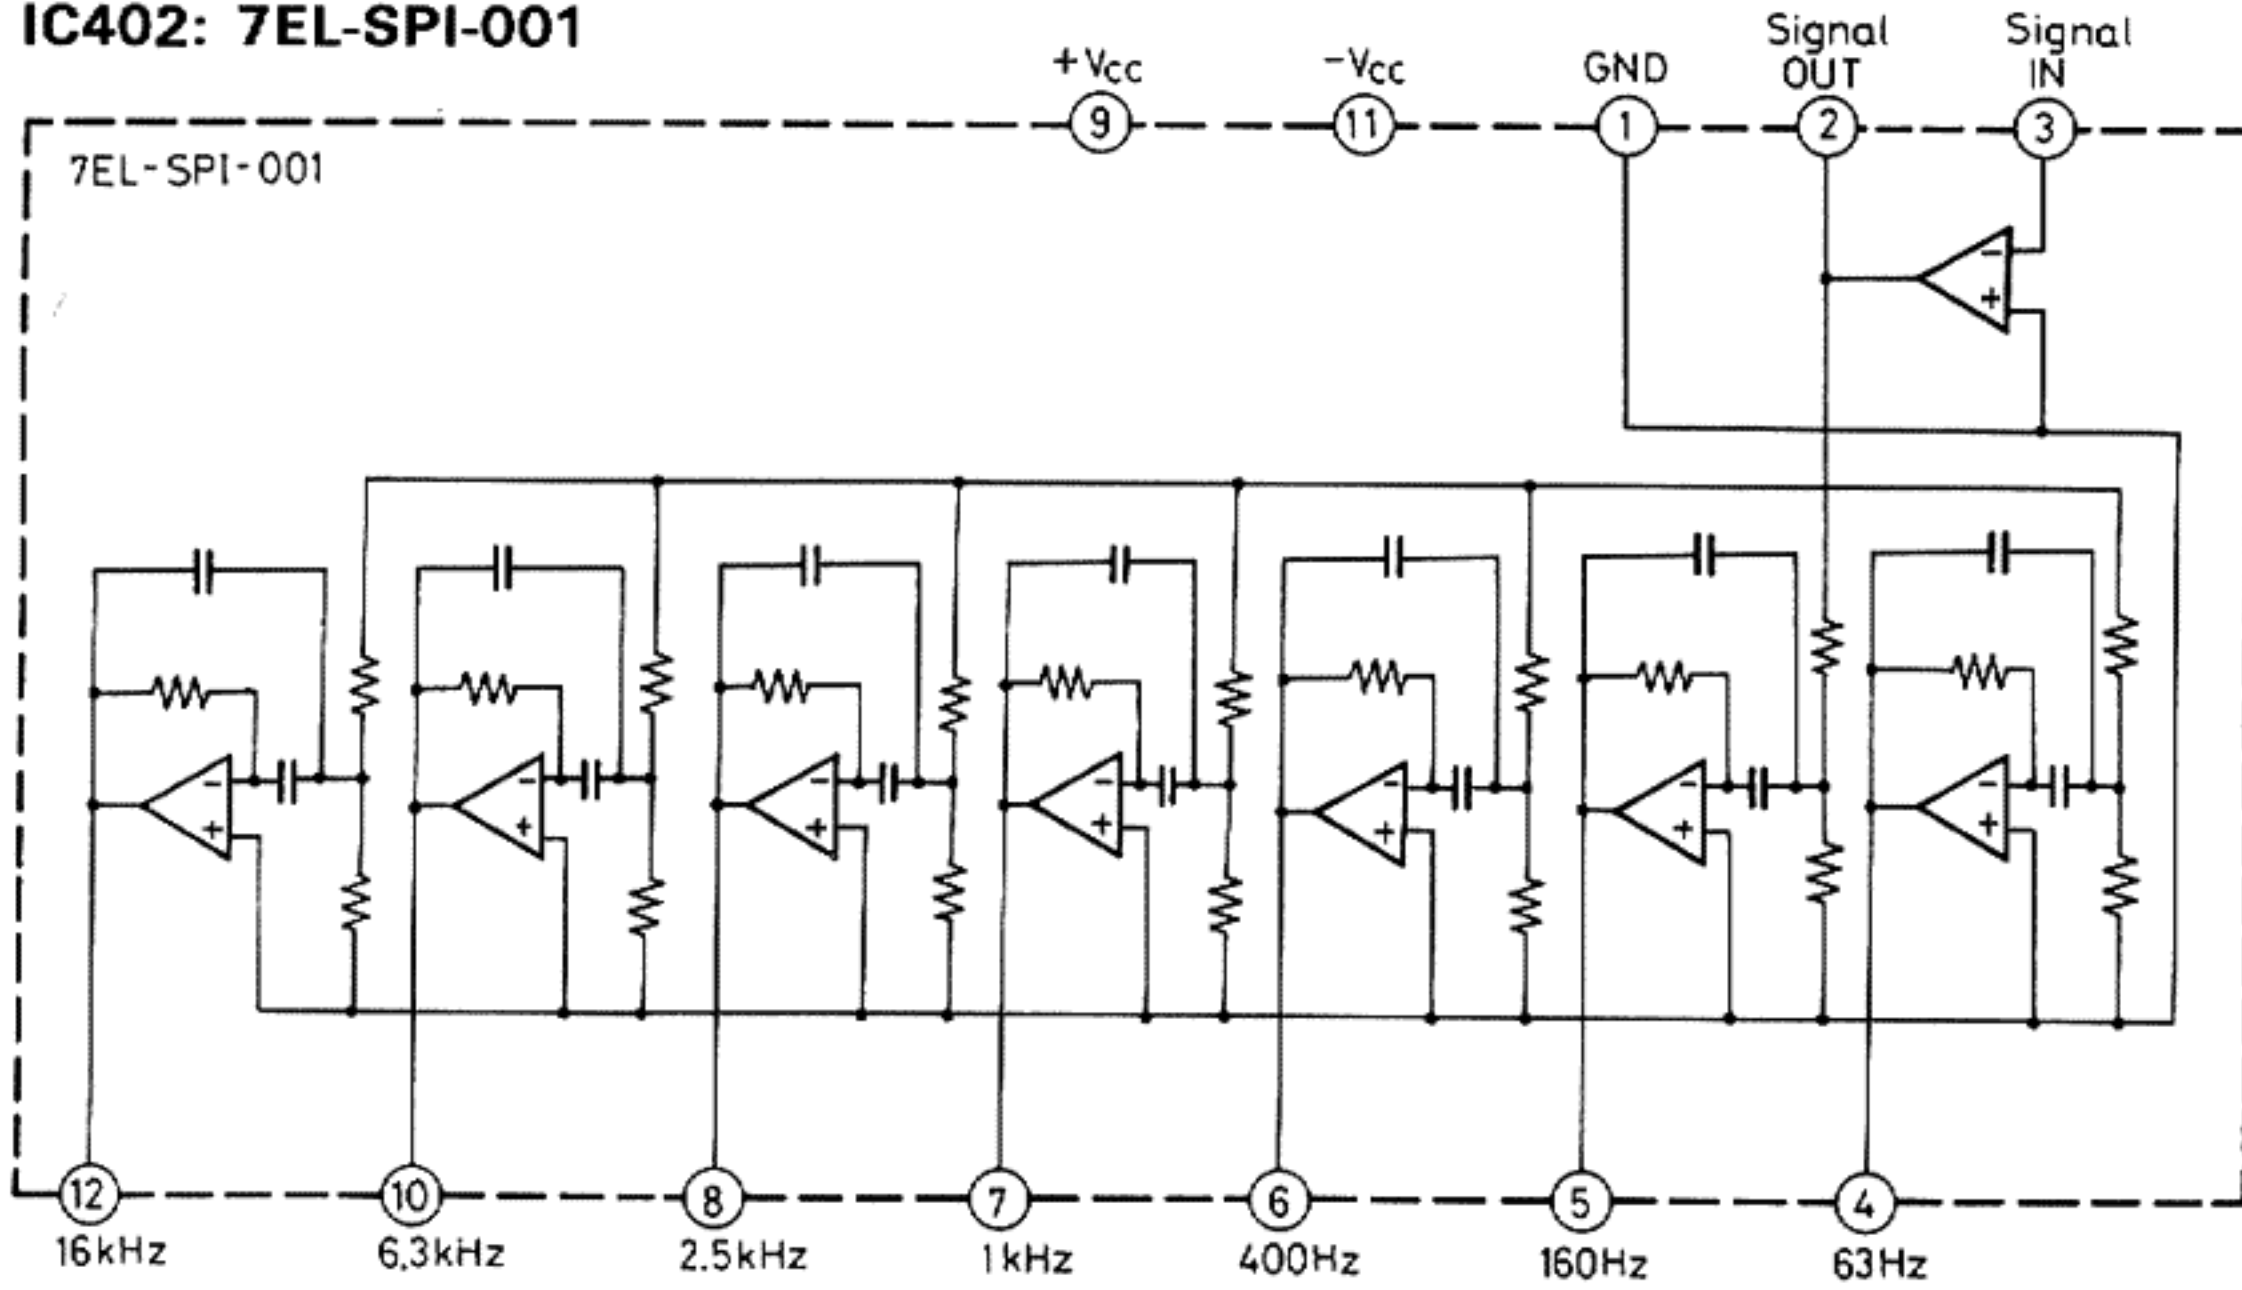 IC402: 7EL-SPI-001
+Vcc
-Vcc
GND
Signal
OUT
Signal
IN
9
11
1
2
3
7EL-SPI-001
-
+
-
+
-
+
-
+
-
+
-
+
-
+
-
+
12
10
8
7
6
5
4
16kHz
6.3kHz
2.5kHz
1kHz
400Hz
160Hz
63Hz